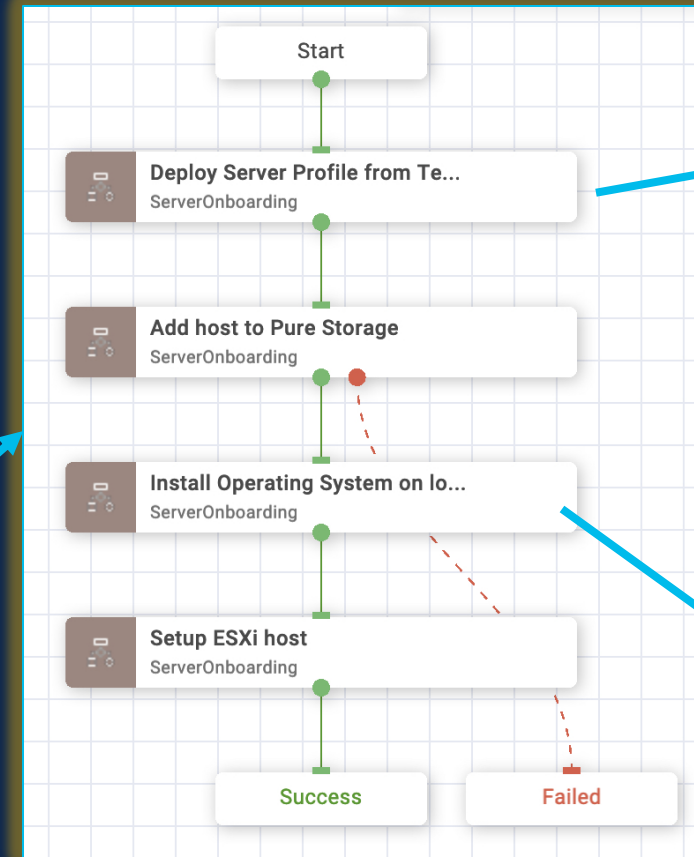 Start
Deploy Server Profile from Te...
ServerOnboarding
Add host to Pure Storage
ServerOnboarding
Install Operating System on lo...
ServerOnboarding
Setup ESXi host
ServerOnboarding
Success
Failed